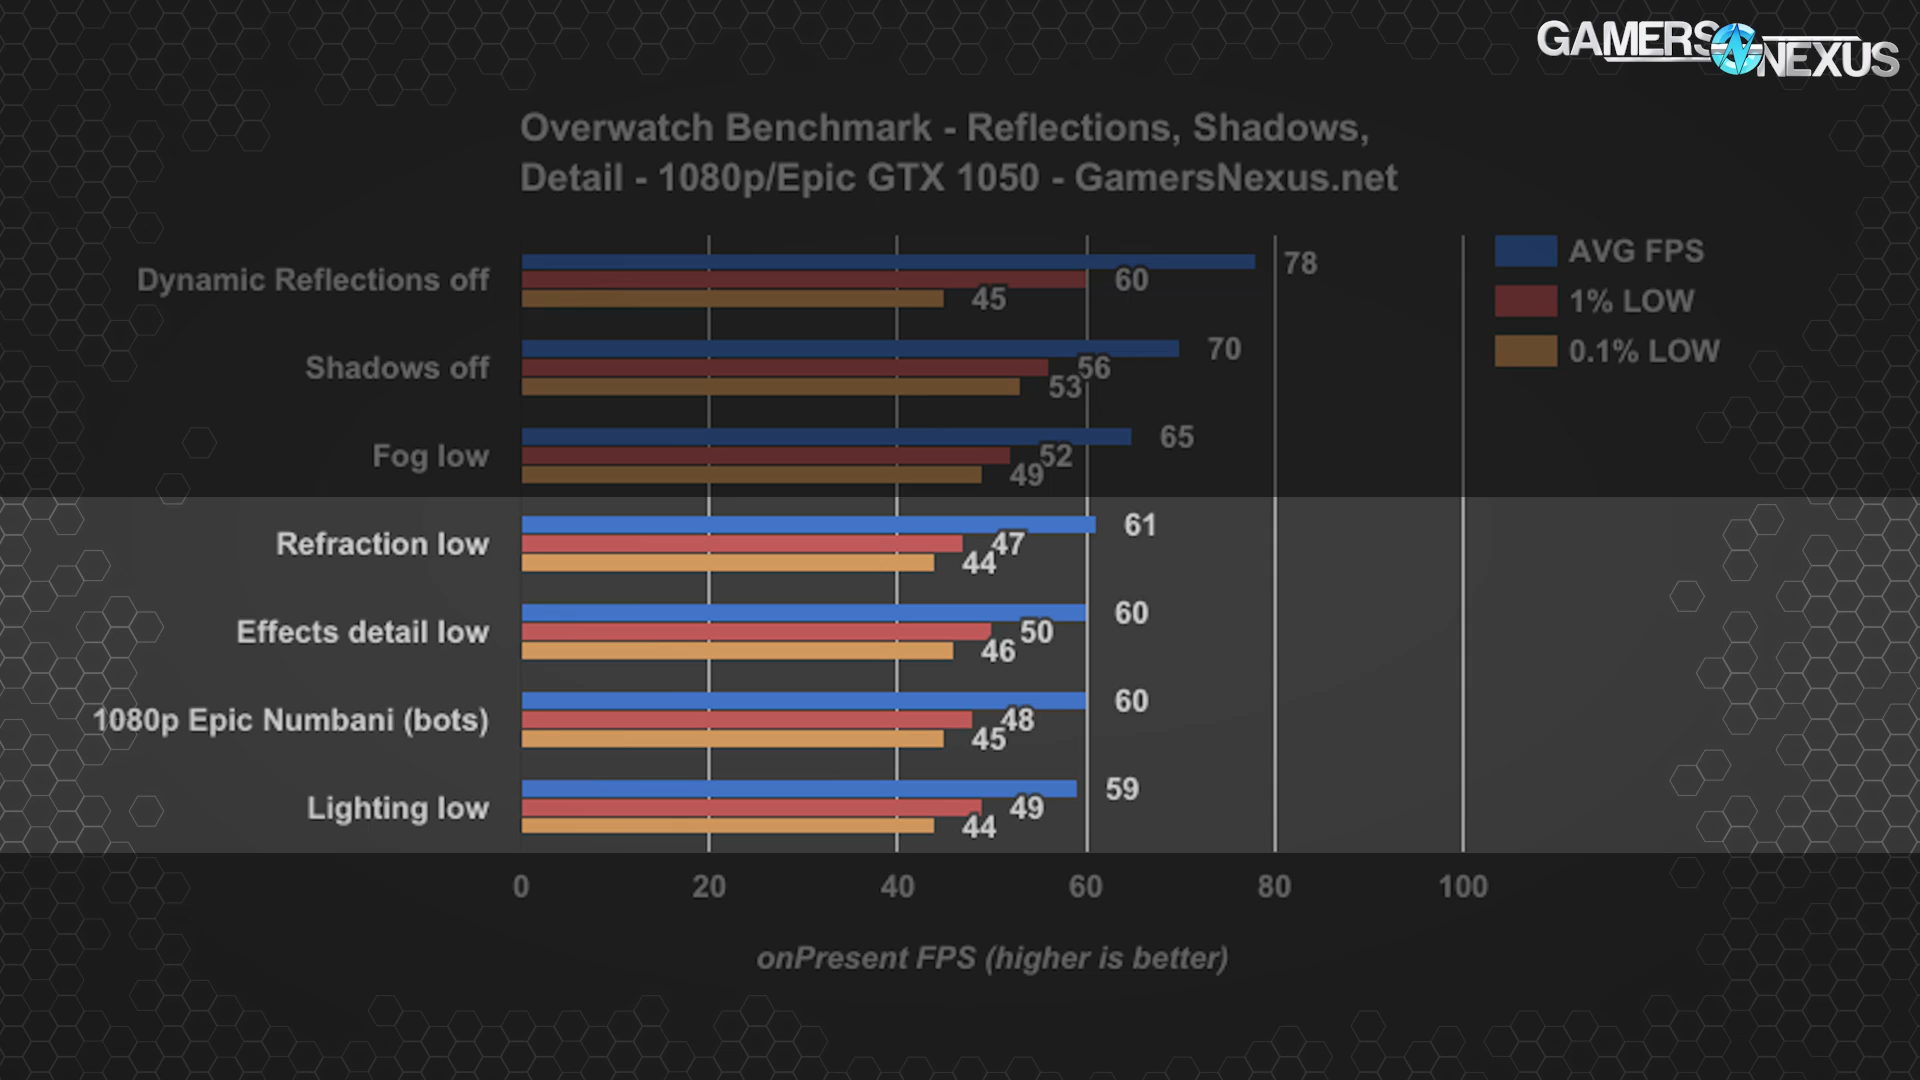 GAMERS NEXUS
Overwatch Benchmark - Reflections, Shadows,
Detail - 1080p/Epic GTX 1050 - GamersNexus.net
AVG FPS
1% LOW
0.1% LOW
Dynamic Reflections off
78
60
45
Shadows off
70
56
53
Fog low
65
52
49
Refraction low
61
47
44
Effects detail low
60
50
46
1080p Epic Numbani (bots)
60
48
45
Lighting low
59
49
44
0 20 40 60 80 100
onPresent FPS (higher is better)